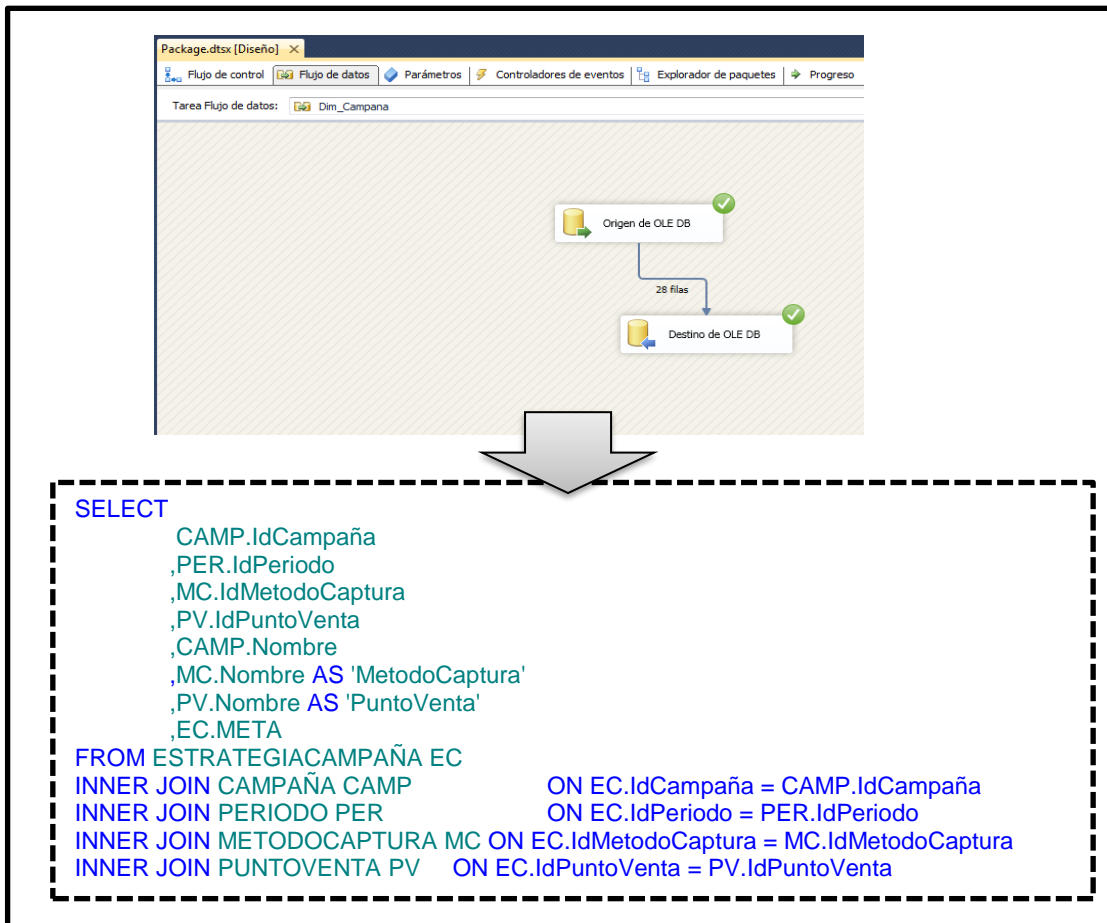 Package.dtsx [Diseño]
Flujo de control Flujo de datos Parámetros Controladores de eventos Explorador de paquetes Progreso
Tarea Flujo de datos: Dim_Campana
Origen de OLE DB
28 filas
Destino de OLE DB
SELECT
CAMP.IdCampaña
,PER.IdPeriodo
,MC.IdMetodoCaptura
,PV.IdPuntoVenta
,CAMP.Nombre
,MC.Nombre AS 'MetodoCaptura'
,PV.Nombre AS 'PuntoVenta'
,EC.META
FROM ESTRATEGIACAMPAÑA EC
INNER JOIN CAMPAÑA CAMP ON EC.IdCampaña = CAMP.IdCampaña
INNER JOIN PERIODO PER ON EC.IdPeriodo = PER.IdPeriodo
INNER JOIN METODOCAPTURA MC ON EC.IdMetodoCaptura = MC.IdMetodoCaptura
INNER JOIN PUNTOVENTA PV ON EC.IdPuntoVenta = PV.IdPuntoVenta